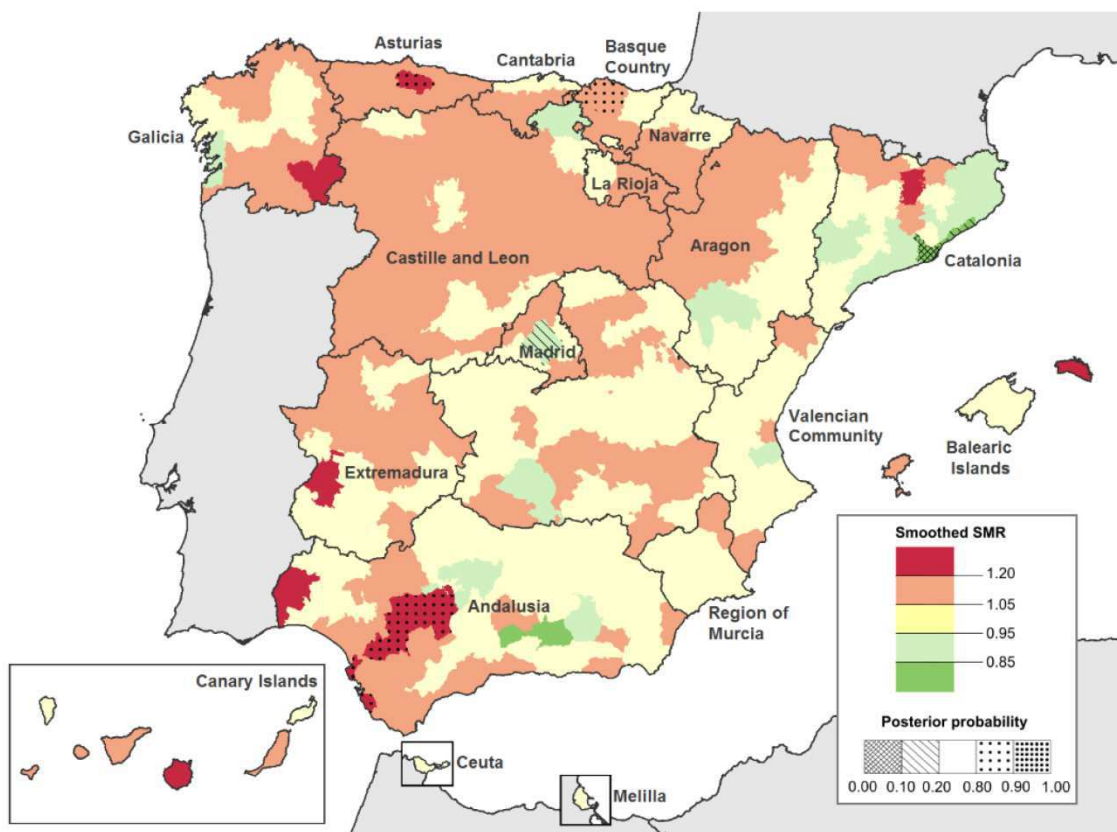 Asturias
Cantabria
Basque
Country
Galicia
Navarre
La Rioja
Castille and Leon
Aragon
Catalonia
Madrid
Valencian
Community
Balearic
Islands
Extremadura
Andalusia
Region of
Murcia
Canary Islands
Ceuta
Melilla
Smoothed SMR
1.20
1.05
0.95
0.85
Posterior probability
0.00 0.10 0.20 0.80 0.90 1.00